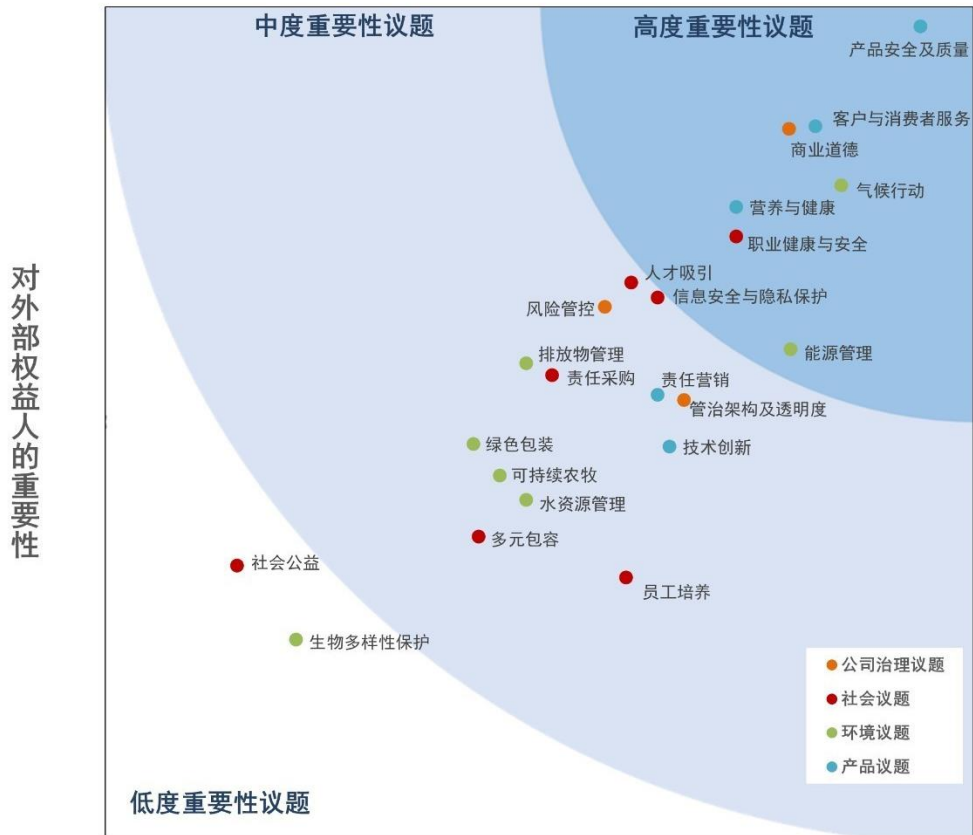 中度重要性议题
高度重要性议题
产品安全及质量
客户与消费者服务
商业道德
气候行动
营养与健康
职业健康与安全
人才吸引
信息安全与隐私保护
风险管控
能源管理
排放物管理
责任采购
责任营销
管治架构及透明度
绿色包装
技术创新
可持续农牧
水资源管理
多元包容
社会公益
员工培养
生物多样性保护
对外部权益人的重要性
公司治理议题
社会议题
环境议题
产品议题
低度重要性议题